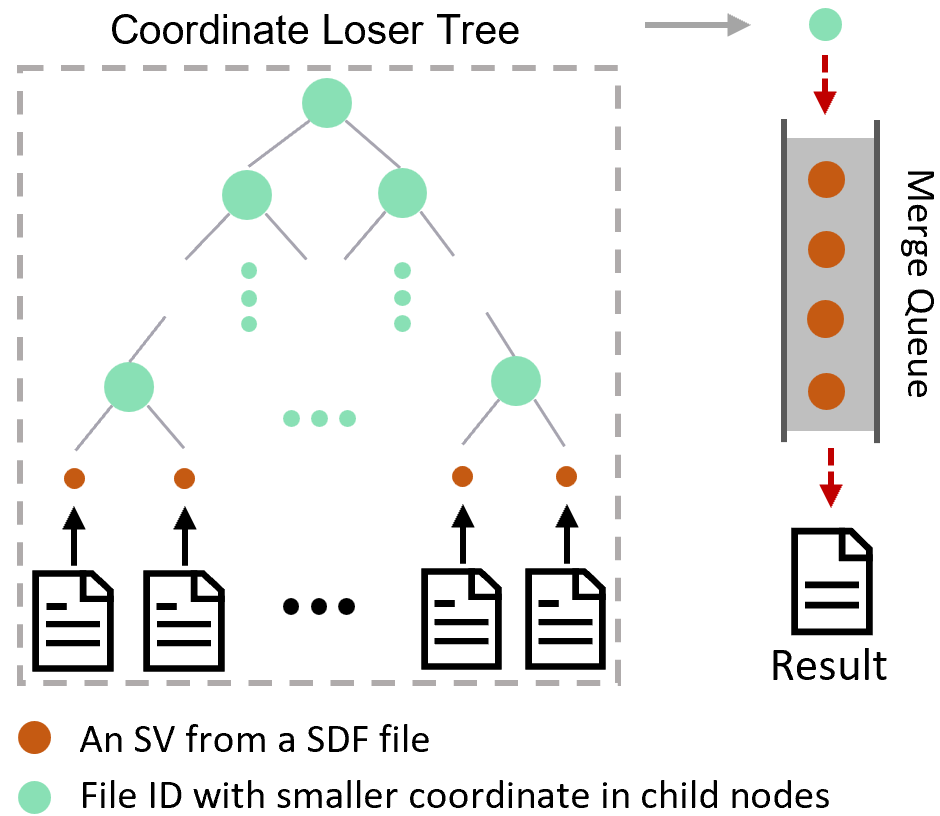 Coordinate Loser Tree
Merge Queue
Result
An SV from a SDF file
File ID with smaller coordinate in child nodes